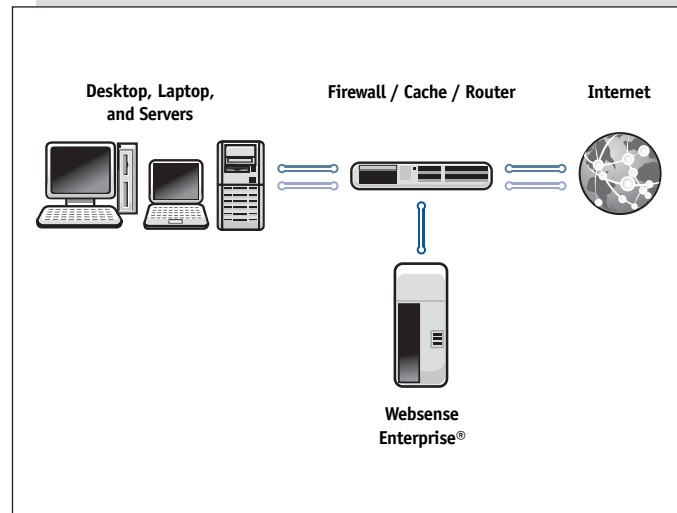 Desktop, Laptop,
and Servers
Firewall / Cache / Router
Internet
Websense
Enterprise®